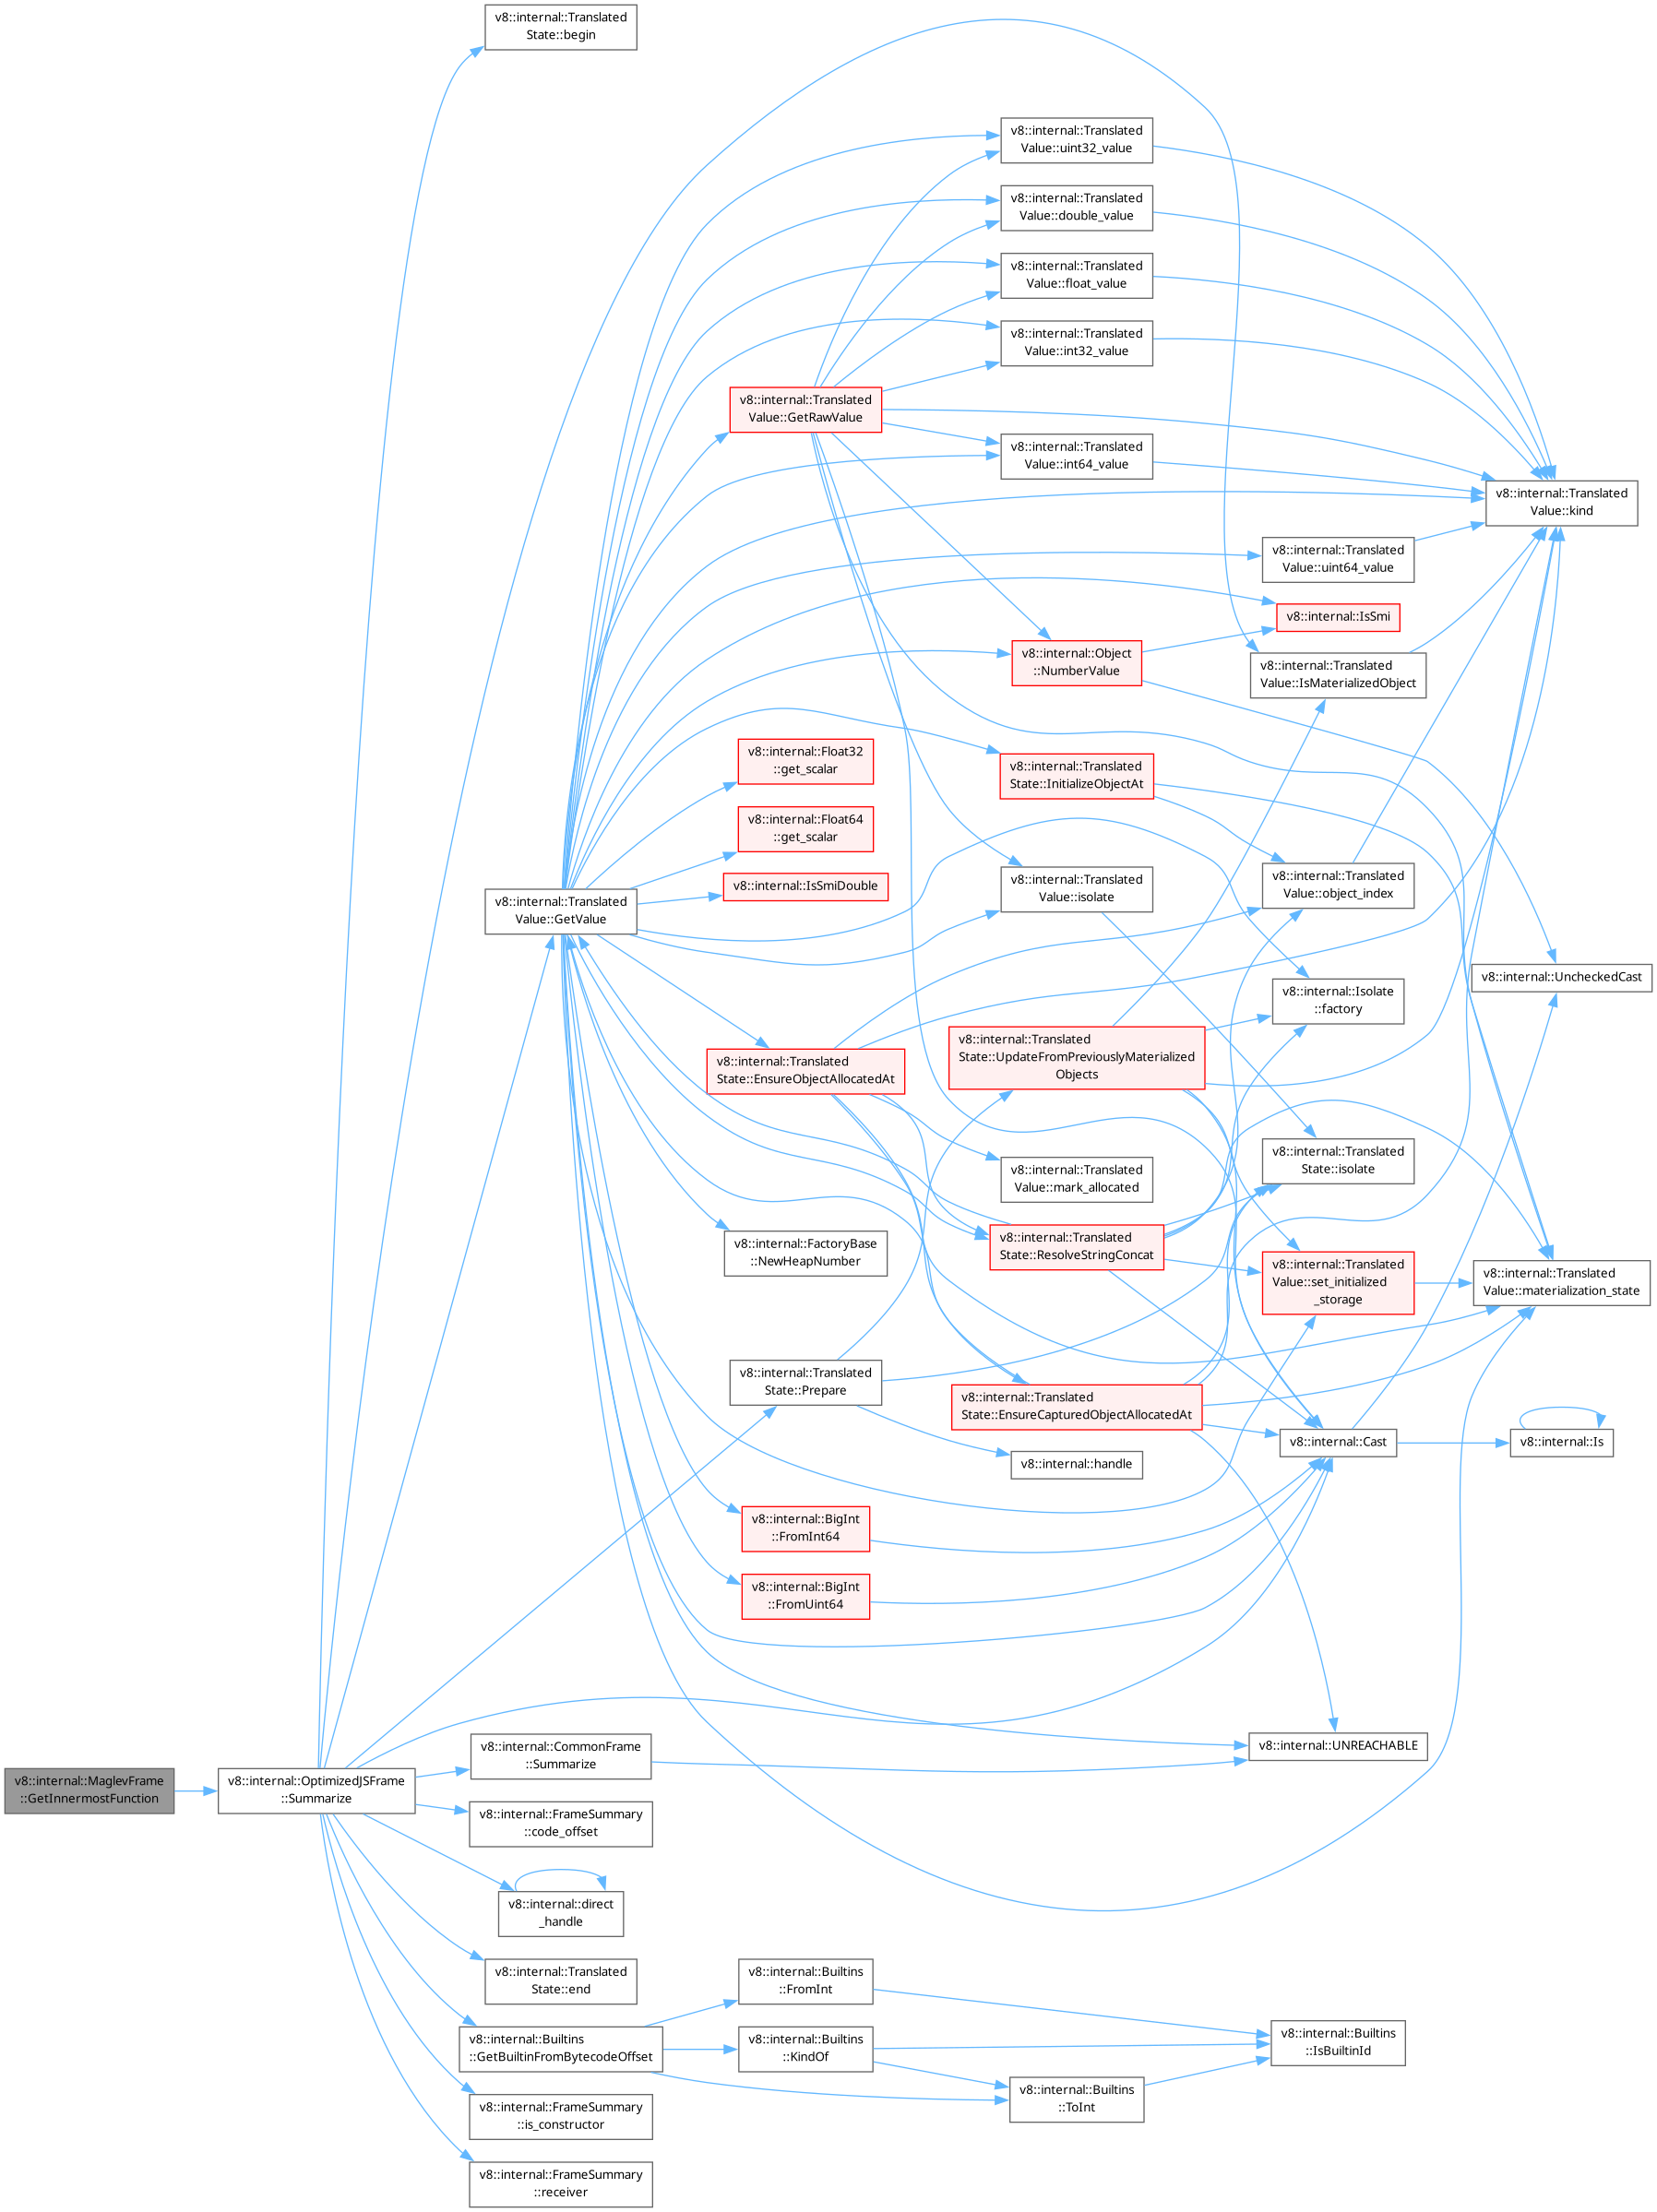 v8::internal::Translated
State::begin
v8::internal::Translated
Value::uint32_value
v8::internal::Translated
Value::double_value
v8::internal::Translated
Value::float_value
v8::internal::Translated
Value::int32_value
v8::internal::Translated
Value::GetRawValue
v8::internal::Translated
Value::int64_value
v8::internal::Translated
Value::kind
v8::internal::Translated
Value::uint64_value
v8::internal::IsSmi
v8::internal::Object
::NumberValue
v8::internal::Translated
Value::IsMaterializedObject
v8::internal::Float32
::get_scalar
v8::internal::Translated
State::InitializeObjectAt
v8::internal::Float64
::get_scalar
v8::internal::IsSmiDouble
v8::internal::Translated
Value::GetValue
v8::internal::Translated
Value::isolate
v8::internal::Translated
Value::object_index
v8::internal::UncheckedCast
v8::internal::Isolate
::factory
v8::internal::Translated
State::EnsureObjectAllocatedAt
v8::internal::Translated
State::UpdateFromPreviouslyMaterialized
Objects
v8::internal::Translated
Value::mark_allocated
v8::internal::Translated
State::isolate
v8::internal::FactoryBase
::NewHeapNumber
v8::internal::Translated
State::ResolveStringConcat
v8::internal::Translated
Value::set_initialized
_storage
v8::internal::Translated
Value::materialization_state
v8::internal::Translated
State::Prepare
v8::internal::Translated
State::EnsureCapturedObjectAllocatedAt
v8::internal::handle
v8::internal::Cast
v8::internal::Is
v8::internal::BigInt
::FromInt64
v8::internal::BigInt
::FromUint64
v8::internal::CommonFrame
::Summarize
v8::internal::UNREACHABLE
v8::internal::MaglevFrame
::GetInnermostFunction
v8::internal::OptimizedJSFrame
::Summarize
v8::internal::FrameSummary
::code_offset
v8::internal::direct
_handle
v8::internal::Translated
State::end
v8::internal::Builtins
::FromInt
v8::internal::Builtins
::GetBuiltinFromBytecodeOffset
v8::internal::Builtins
::KindOf
v8::internal::Builtins
::IsBuiltinId
v8::internal::Builtins
::ToInt
v8::internal::FrameSummary
::is_constructor
v8::internal::FrameSummary
::receiver